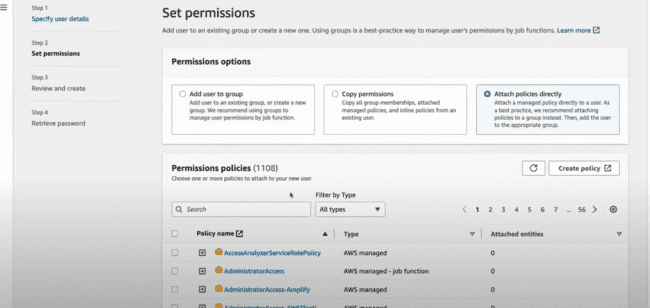 Step 1
Specify user details
Step 2
Set permissions
Step 3
Review and create
Step 4
Retrieve password
Set permissions
Add user to an existing group or create a new one. Using groups is a best-practice way to manage user's permissions by job functions. Learn more
Permissions options
Add user to group
Add user to an existing group, or create a new group. We recommend using groups to manage user permissions by job function.
Copy permissions
Copy all group memberships, attached managed policies, and inline policies from an existing user.
Attach policies directly
Attach a managed policy directly to a user. As a best practice, we recommend attaching policies to a group instead. Then, add the user to the appropriate group.
Permissions policies (1108)
Choose one or more policies to attach to your new user.
Create policy
Filter by Type
Search
All types
1 2 3 4 5 6 7 ... 56
Policy name
Type
Attached entities
AccessAnalyzerServiceRolePolicy
AWS managed
0
AdministratorAccess
AWS managed - job function
0
AdministratorAccess-Amplify
AWS managed
0
AWS managed
0